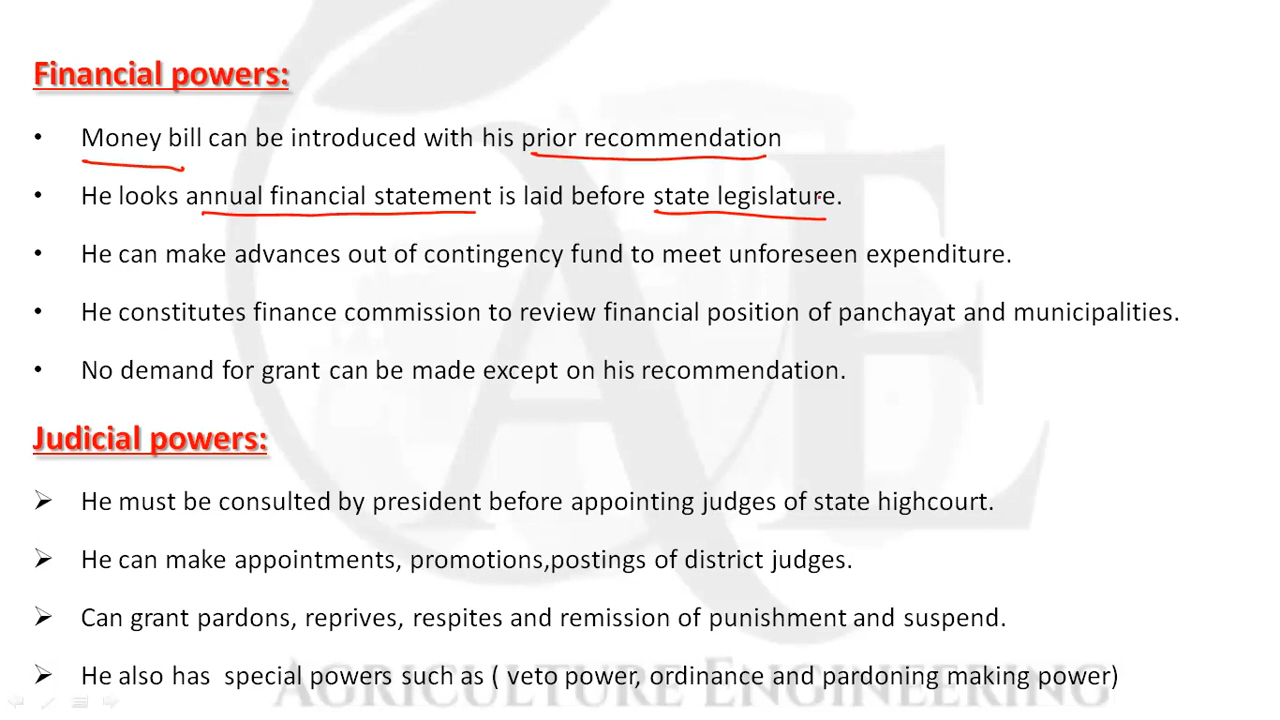 Financial powers:
• Money bill can be introduced with his prior recommendation
• He looks annual financial statement is laid before state legislature.
• He can make advances out of contingency fund to meet unforeseen expenditure.
• He constitutes finance commission to review financial position of panchayat and municipalities.
• No demand for grant can be made except on his recommendation.
Judicial powers:
➢ He must be consulted by president before appointing judges of state highcourt.
➢ He can make appointments, promotions,postings of district judges.
➢ Can grant pardons, reprives, respites and remission of punishment and suspend.
➢ He also has special powers such as ( veto power, ordinance and pardoning making power)
AGRICULTURE ENGINEERING